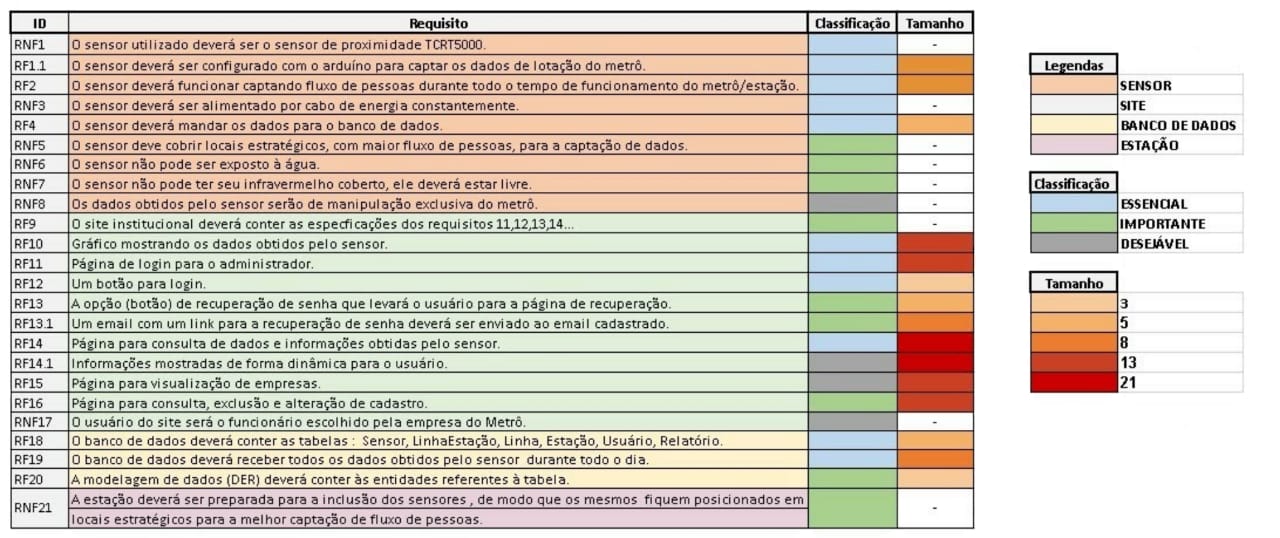 ID Requisito Classificação Tamanho
RNF1 O sensor utilizado deverá ser o sensor de proximidade TCRT5000. -
RF1.1 O sensor deverá ser configurado com o arduíno para captar os dados de lotação do metrô.
RF2 O sensor deverá funcionar captando fluxo de pessoas durante todo o tempo de funcionamento do metrô/estação.
RNF3 O sensor deverá ser alimentado por cabo de energia constantemente. -
RF4 O sensor deverá mandar os dados para o banco de dados.
RNF5 O sensor deve cobrir locais estratégicos, com maior fluxo de pessoas, para a captação de dados. -
RNF6 O sensor não pode ser exposto à água. -
RNF7 O sensor não pode ter seu infravermelho coberto, ele deverá estar livre. -
RNF8 Os dados obtidos pelo sensor serão de manipulação exclusiva do metrô. -
RF9 O site institucional deverá conter as especficações dos requisitos 11,12,13,14... -
RF10 Gráfico mostrando os dados obtidos pelo sensor.
RF11 Página de login para o administrador.
RF12 Um botão para login.
RF13 A opção (botão) de recuperação de senha que levará o usuário para a página de recuperação.
RF13.1 Um email com um link para a recuperação de senha deverá ser enviado ao email cadastrado.
RF14 Página para consulta de dados e informações obtidas pelo sensor.
RF14.1 Informações mostradas de forma dinâmica para o usuário.
RF15 Página para visualização de empresas.
RF16 Página para consulta, exclusão e alteração de cadastro.
RNF17 O usuário do site será o funcionário escolhido pela empresa do Metrô. -
RF18 O banco de dados deverá conter as tabelas : Sensor, LinhaEstação, Linha, Estação, Usuário, Relatório.
RF19 O banco de dados deverá receber todos os dados obtidos pelo sensor durante todo o dia.
RF20 A modelagem de dados (DER) deverá conter às entidades referentes à tabela.
RNF21 A estação deverá ser preparada para a inclusão dos sensores , de modo que os mesmos fiquem posicionados em
locais estratégicos para a melhor captação de fluxo de pessoas. -
Legendas
SENSOR
SITE
BANCO DE DADOS
ESTAÇÃO
Classificação
ESSENCIAL
IMPORTANTE
DESEJÁVEL
Tamanho
3
5
8
13
21